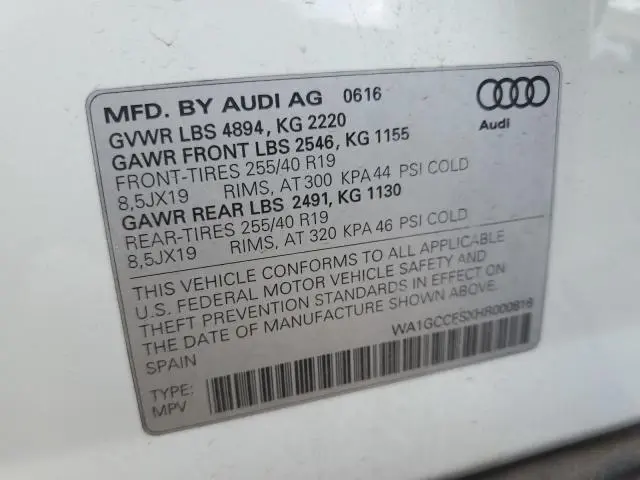 MFD. BY AUDI AG 0616
Audi
GVWR LBS 4894, KG 2220
GAWR FRONT LBS 2546, KG 1155
FRONT-TIRES 255/40 R19
8,5JX19 RIMS, AT 300 KPA 44 PSI COLD
GAWR REAR LBS 2491, KG 1130
REAR-TIRES 255/40 R19
8,5JX19 RIMS, AT 320 KPA 46 PSI COLD
THIS VEHICLE CONFORMS TO ALL APPLICABLE
U.S. FEDERAL MOTOR VEHICLE SAFETY AND
THEFT PREVENTION STANDARDS IN EFFECT ON
THE DATE OF MANUFACTURE SHOWN ABOVE.
SPAIN
WA1GCCFSXHR000818
TYPE:
MPV